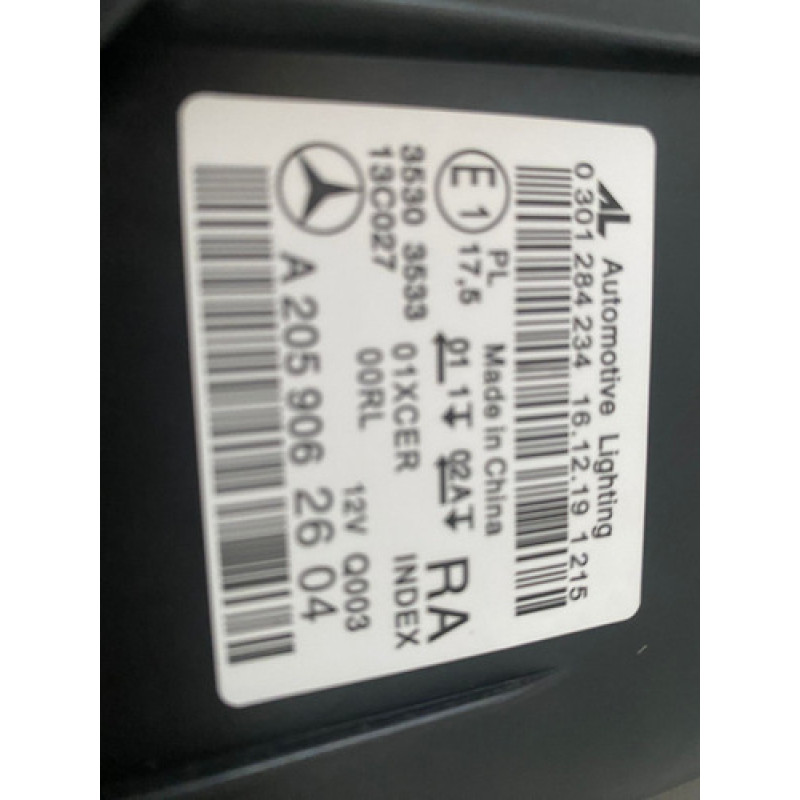 AL Automotive Lighting
0 301 284 234 16.12.19 1 215
PL Made in China
E1 17,5 01 1 02A RA
3530 3533 01XCER INDEX
13C027 00RL 12V Q003
A 205 906 26 04